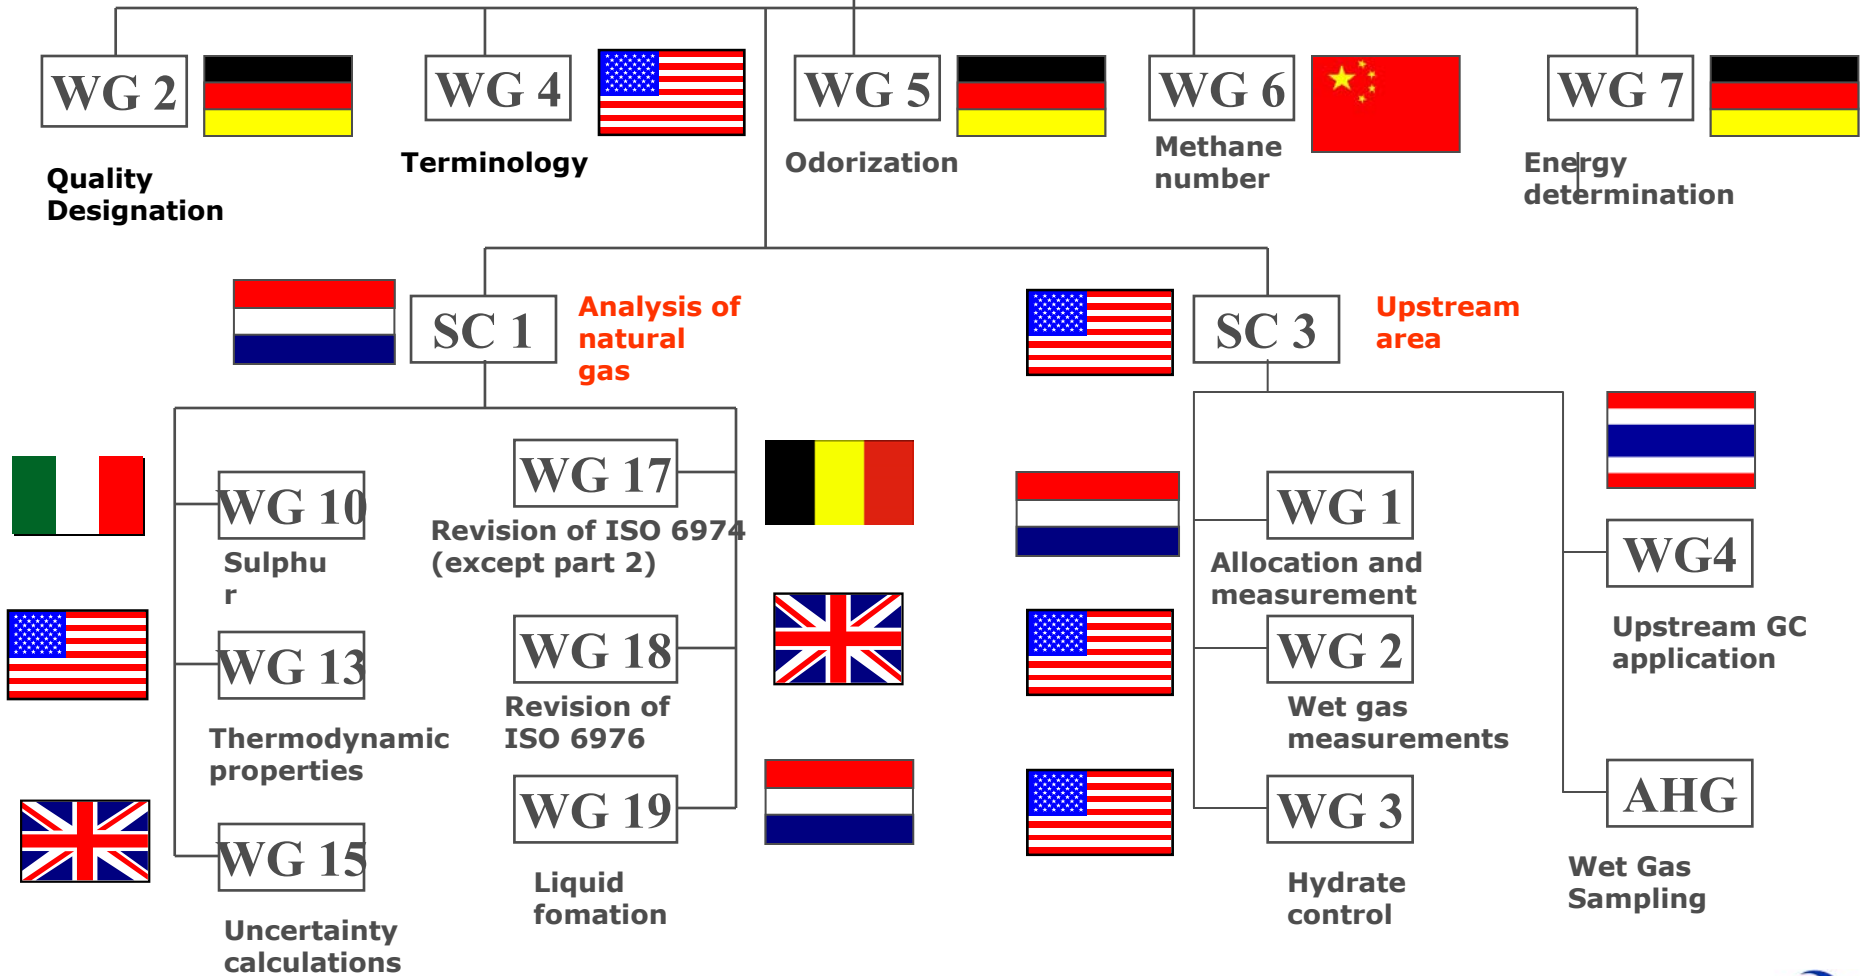 WG 2
WG 4
WG 5
WG 6
WG 7
Quality
Designation
Terminology
Odorization
Methane
number
Energy
determination
SC 1
Analysis of
natural
gas
SC 3
Upstream
area
WG 10
Sulphu
r
WG 13
Thermodynamic
properties
WG 15
Uncertainty
calculations
WG 17
Revision of ISO 6974
(except part 2)
WG 18
Revision of
ISO 6976
WG 19
Liquid
fomation
WG 1
Allocation and
measurement
WG 2
Wet gas
measurements
WG 3
Hydrate
control
WG4
Upstream GC
application
AHG
Wet Gas
Sampling